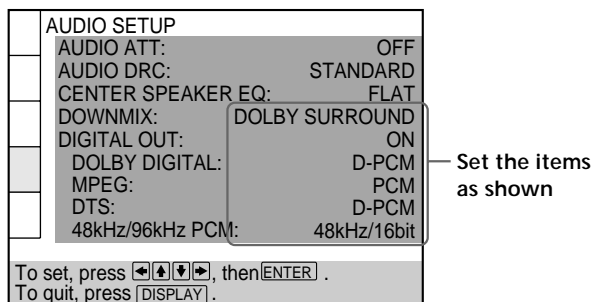 AUDIO SETUP
AUDIO ATT: OFF
AUDIO DRC: STANDARD
CENTER SPEAKER EQ: FLAT
DOWNMIX: DOLBY SURROUND
DIGITAL OUT: ON
DOLBY DIGITAL: D-PCM
MPEG: PCM
DTS: D-PCM
48kHz/96kHz PCM: 48kHz/16bit
Set the items
as shown
To set, press ←↑↓→, then ENTER .
To quit, press DISPLAY .